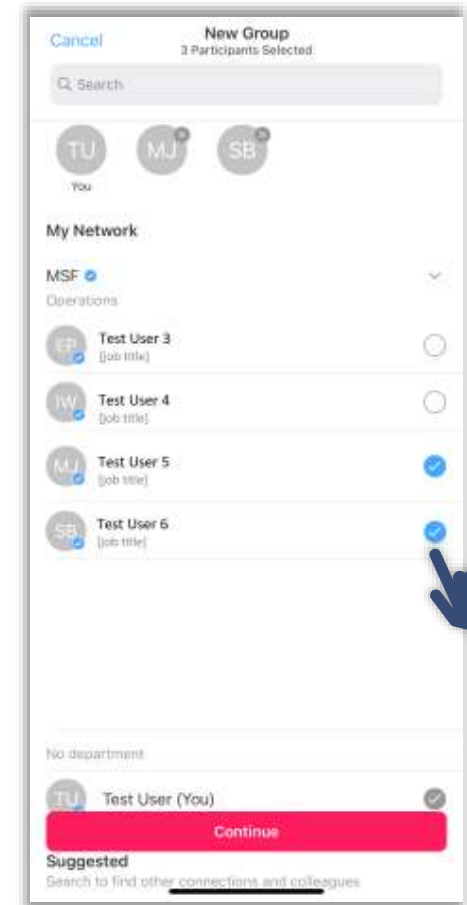 Cancel
New Group
3 Participants Selected
Search
TU
MJ
SB
You
My Network
MSF
Operations
EP
Test User 3
[job title]
IW
Test User 4
[job title]
MJ
Test User 5
[job title]
SB
Test User 6
[job title]
No department
TU
Test User (You)
Continue
Suggested
Search to find other connections and colleagues